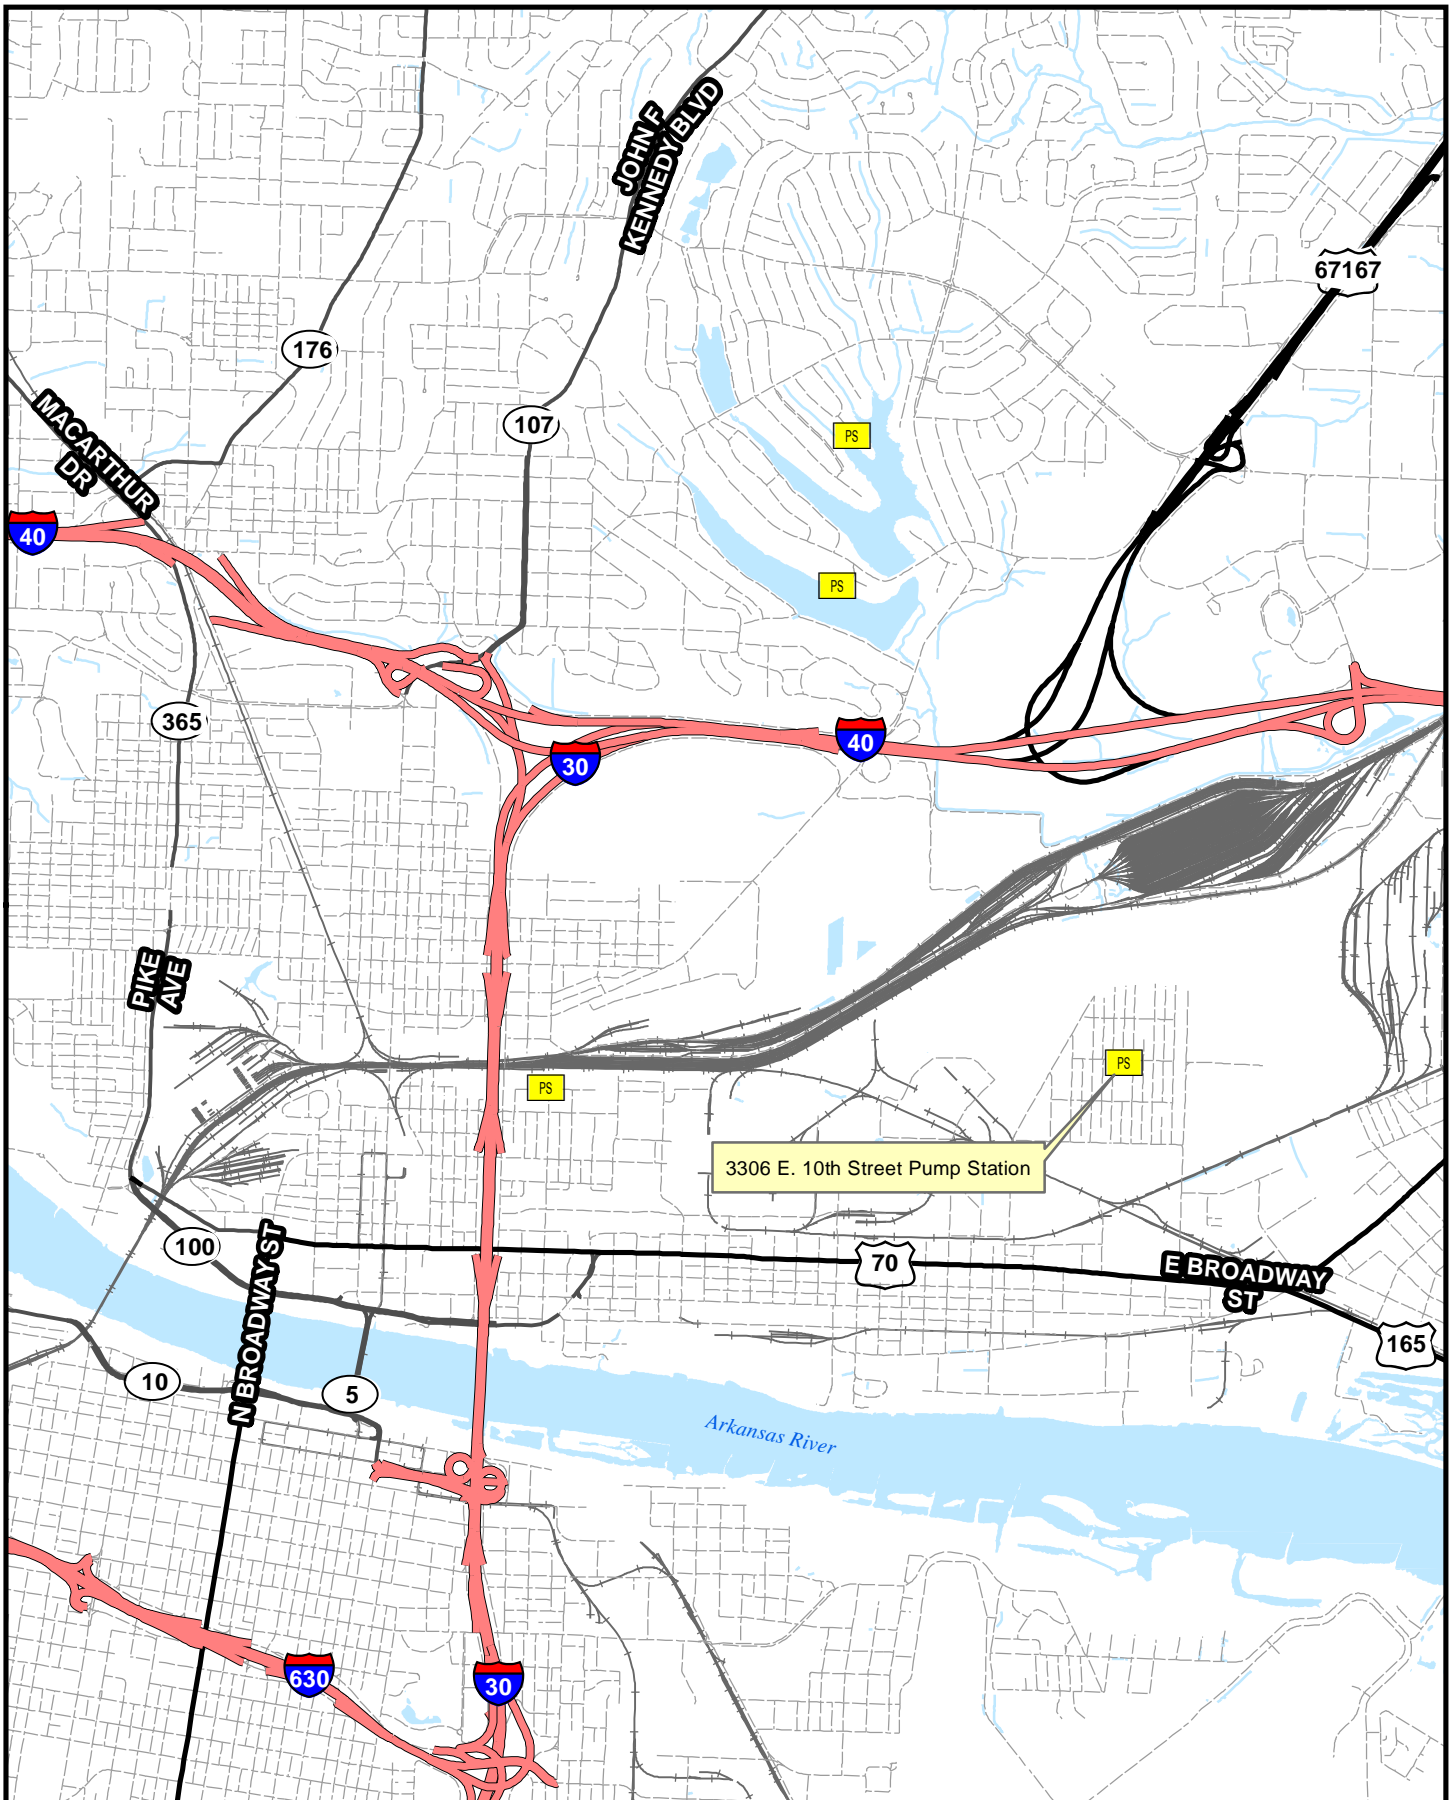 JOHN F
KENNEDY BLVD
67167
176
MACARTHUR
DR
107
PS
40
PS
365
40
30
PIKE
AVE
PS
PS
3306 E. 10th Street Pump Station
100
N BROADWAY ST
70
E BROADWAY
ST
165
10
5
Arkansas River
630
30